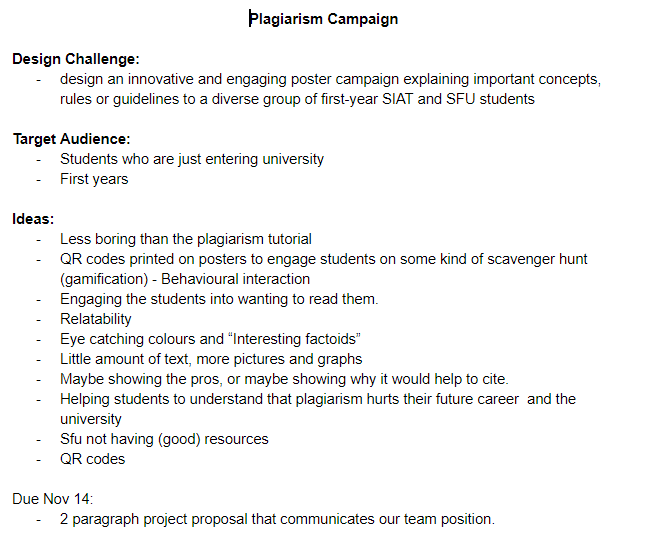 Plagiarism Campaign
Design Challenge:
- design an innovative and engaging poster campaign explaining important concepts,
rules or guidelines to a diverse group of first-year SIAT and SFU students
Target Audience:
- Students who are just entering university
- First years
Ideas:
- Less boring than the plagiarism tutorial
- QR codes printed on posters to engage students on some kind of scavenger hunt
(gamification) - Behavioural interaction
- Engaging the students into wanting to read them.
- Relatability
- Eye catching colours and “Interesting factoids”
- Little amount of text, more pictures and graphs
- Maybe showing the pros, or maybe showing why it would help to cite.
- Helping students to understand that plagiarism hurts their future career  and the
university
- Sfu not having (good) resources
- QR codes
Due Nov 14:
- 2 paragraph project proposal that communicates our team position.